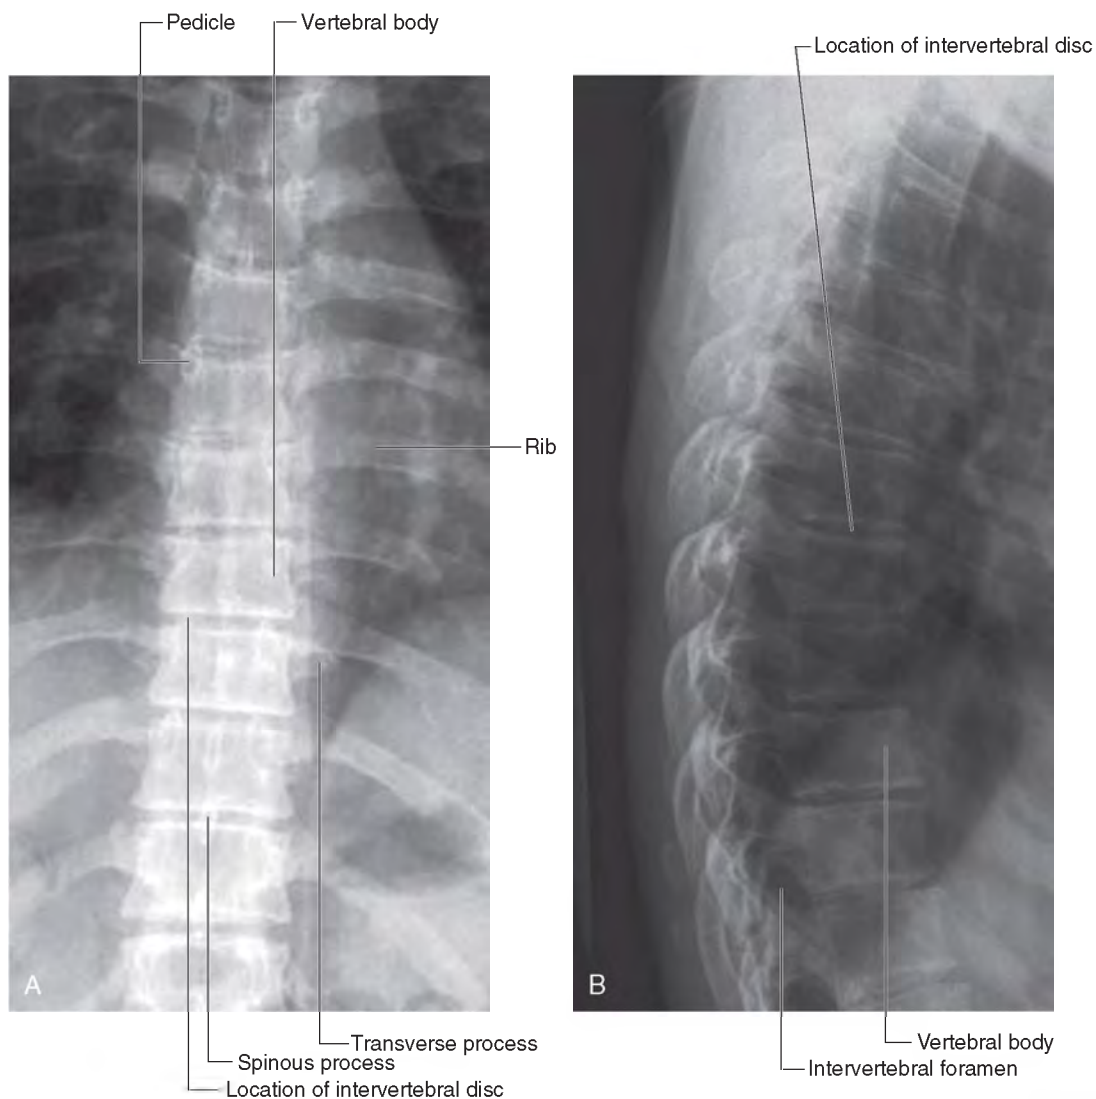 Pedicle
Vertebral body
Location of intervertebral disc
Rib
A
B
Transverse process
Spinous process
Location of intervertebral disc
Vertebral body
Intervertebral foramen